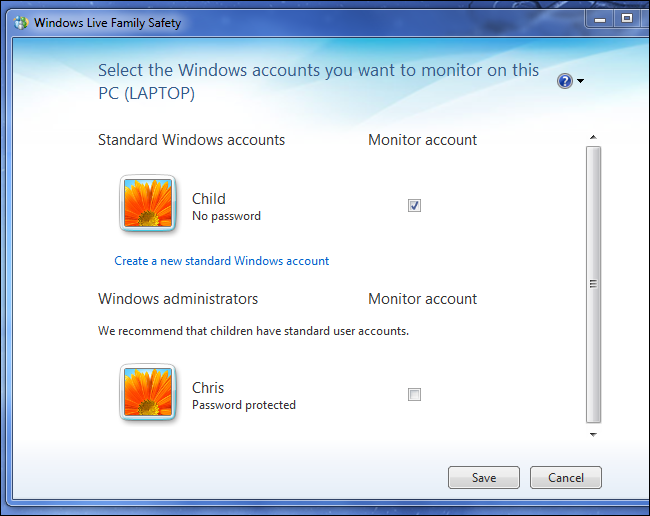 Windows Live Family Safety
Select the Windows accounts you want to monitor on this
PC (LAPTOP)
Standard Windows accounts Monitor account
Child
No password
Create a new standard Windows account
Windows administrators Monitor account
We recommend that children have standard user accounts.
Chris
Password protected
Save Cancel